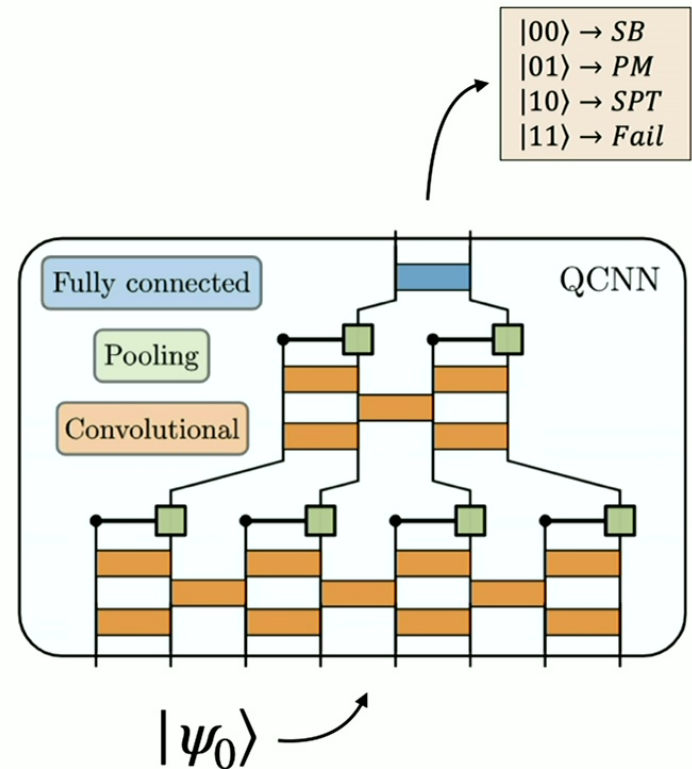 |00⟩ → SB
|01⟩ → PM
|10⟩ → SPT
|11⟩ → Fail
Fully connected
QCNN
Pooling
Convolutional
|ψ₀⟩